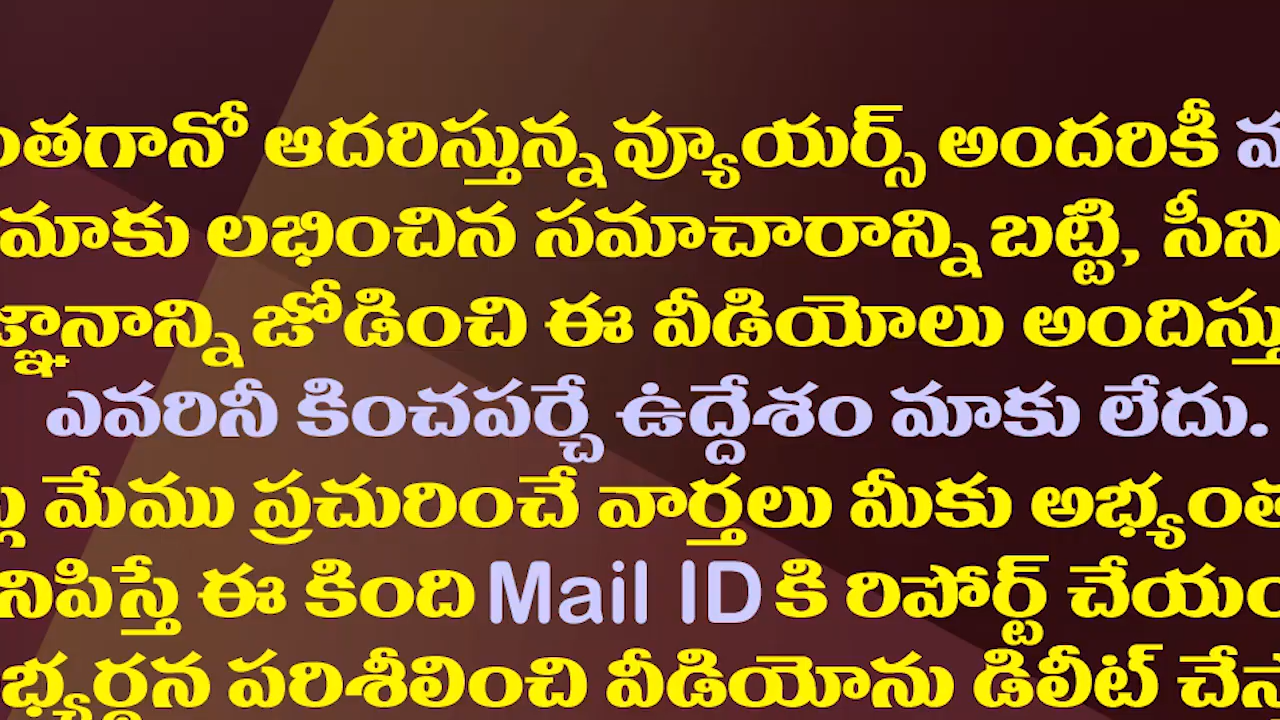 ఆదరిస్తున్న వ్యూయర్స్ అందరికీ
మాకు లభించిన సమాచారాన్ని బట్టి,
జోడించి ఈ వీడియోలు
ఎవరినీ కించపర్చే ఉద్దేశం మాకు లేదు.
మేము ప్రచురించే వార్తలు మీకు
ఈ కింది Mail ID కి రిపోర్ట్
పరిశీలించి వీడియోను డిలీట్